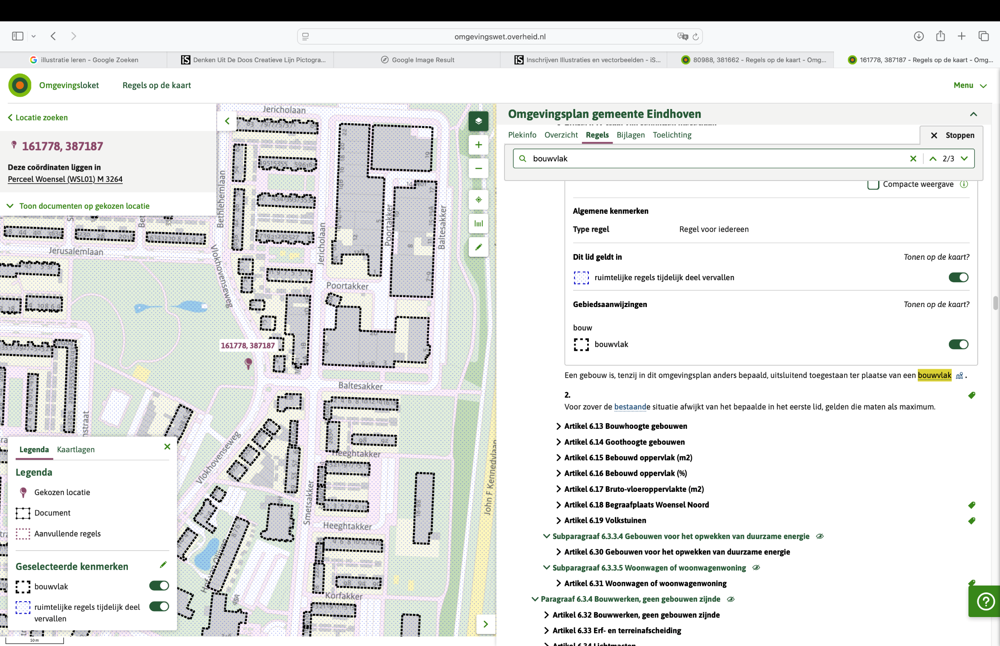 omgevingswet.overheid.nl
illustratie leren - Google Zoeken
Denken Uit De Doos Creatieve Lijn Pictogra...
Google Image Result
Inschrijven Illustraties en vectorbeelden - iS...
80988, 381662 - Regels op de kaart - Omg...
161778, 387187 - Regels op de kaart - Omg...
Omgevingsloket
Regels op de kaart
Menu
Locatie zoeken
161778, 387187
Deze coördinaten liggen in
Perceel Woensel (WSL01) M 3264
Toon documenten op gekozen locatie
Jericholaan
Bethlehemlaan
Jerusalemlaan
Vlokhovenseweg
Jericholaan
Poortakker
Baltesakker
Poortakker
161778, 387187
Baltesakker
Vlokhovenseweg
Heeghtakker
Smetsakker
Heeghtakker
Korfakker
John F Kennedylaan
Legenda
Kaartlagen
Legenda
Gekozen locatie
Document
Aanvullende regels
Geselecteerde kenmerken
bouwvlak
ruimtelijke regels tijdelijk deel
vervallen
50 m
Omgevingsplan gemeente Eindhoven
Plekinfo
Overzicht
Regels
Bijlagen
Toelichting
Stoppen
bouwvlak
2/3
Compacte weergave
Algemene kenmerken
Type regel
Regel voor iedereen
Dit lid geldt in
Tonen op de kaart?
ruimtelijke regels tijdelijk deel vervallen
Gebiedsaanwijzingen
Tonen op de kaart?
bouw
bouwvlak
Een gebouw is, tenzij in dit omgevingsplan anders bepaald, uitsluitend toegestaan ter plaatse van een bouwvlak .
2.
Voor zover de bestaande situatie afwijkt van het bepaalde in het eerste lid, gelden die maten als maximum.
Artikel 6.13 Bouwhoogte gebouwen
Artikel 6.14 Goothoogte gebouwen
Artikel 6.15 Bebouwd oppervlak (m2)
Artikel 6.16 Bebouwd oppervlak (%)
Artikel 6.17 Bruto-vloeroppervlakte (m2)
Artikel 6.18 Begraafplaats Woensel Noord
Artikel 6.19 Volkstuinen
Subparagraaf 6.3.3.4 Gebouwen voor het opwekken van duurzame energie
Artikel 6.30 Gebouwen voor het opwekken van duurzame energie
Subparagraaf 6.3.3.5 Woonwagen of woonwagenwoning
Artikel 6.31 Woonwagen of woonwagenwoning
Paragraaf 6.3.4 Bouwwerken, geen gebouwen zijnde
Artikel 6.32 Bouwwerken, geen gebouwen zijnde
Artikel 6.33 Erf- en terreinafscheiding
Artikel 6.34 Lichtmasten